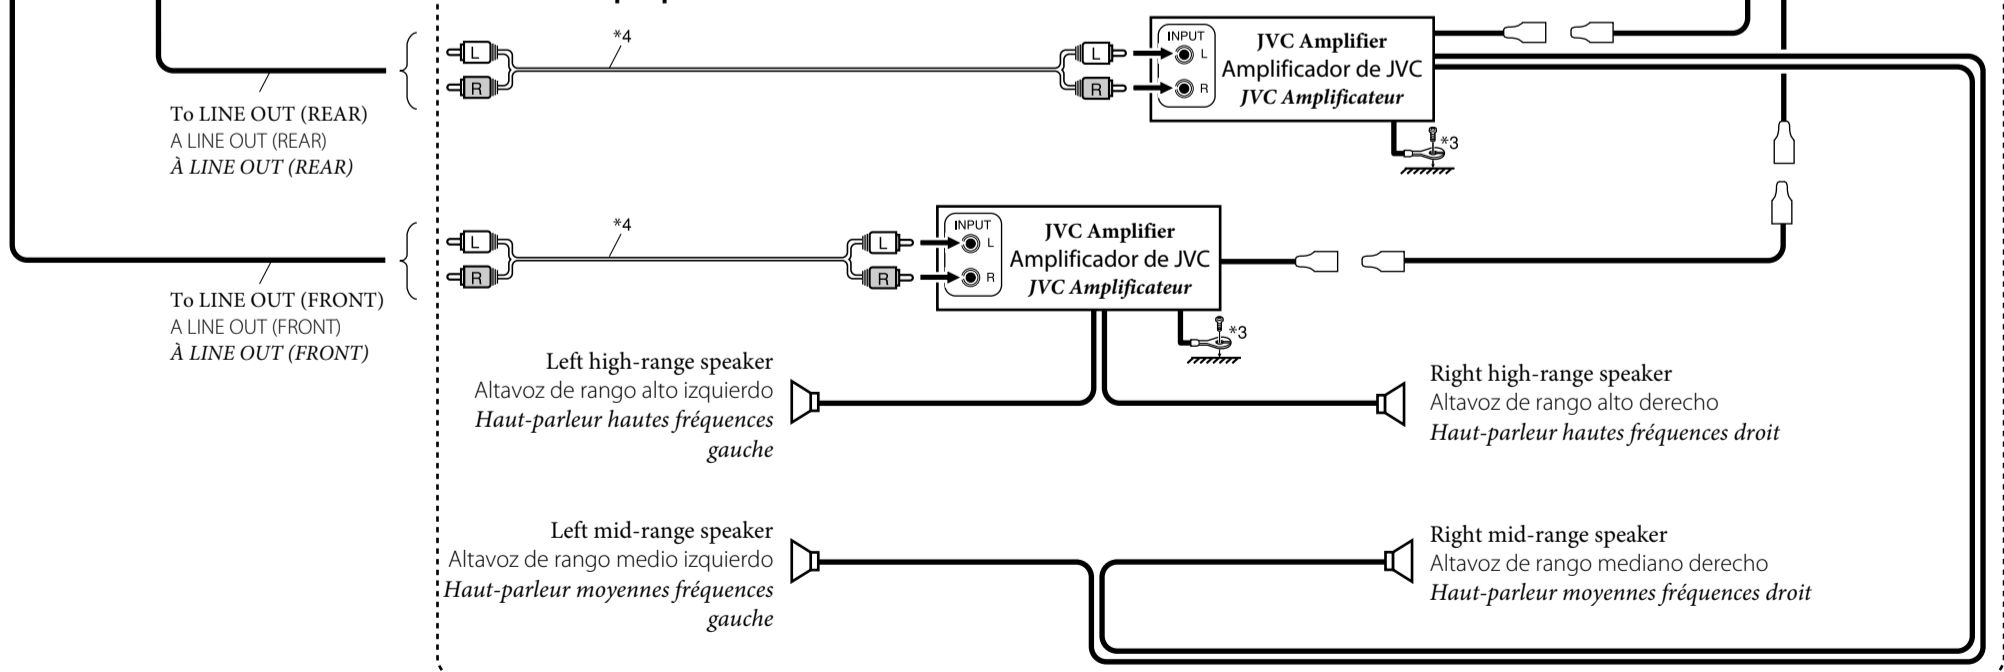 *4
L
R
L
R
INPUT
L
R
JVC Amplifier
Amplificador de JVC
JVC Amplificateur
To LINE OUT (REAR)
A LINE OUT (REAR)
À LINE OUT (REAR)
*3
*4
L
R
L
R
INPUT
L
R
JVC Amplifier
Amplificador de JVC
JVC Amplificateur
To LINE OUT (FRONT)
A LINE OUT (FRONT)
À LINE OUT (FRONT)
*3
Left high-range speaker
Altavoz de rango alto izquierdo
Haut-parleur hautes fréquences
gauche
Right high-range speaker
Altavoz de rango alto derecho
Haut-parleur hautes fréquences droit
Left mid-range speaker
Altavoz de rango medio izquierdo
Haut-parleur moyennes fréquences
gauche
Right mid-range speaker
Altavoz de rango mediano derecho
Haut-parleur moyennes fréquences droit